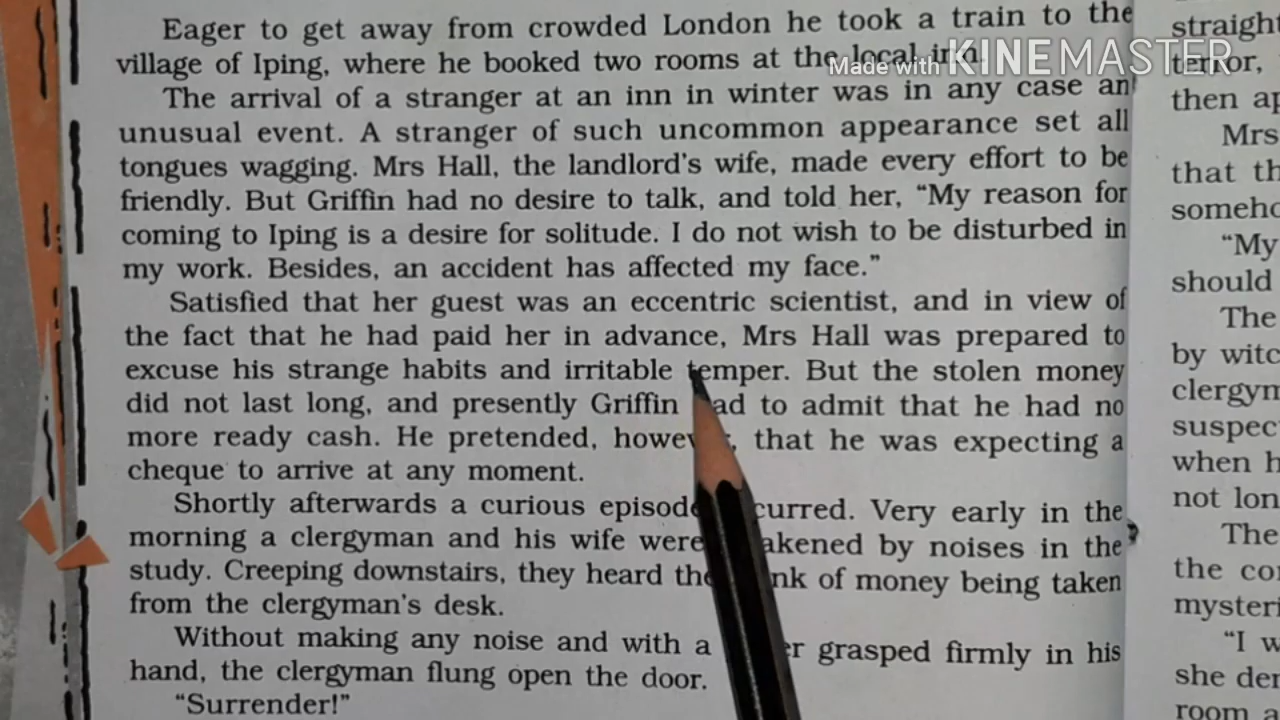 Eager to get away from crowded London he took a train to the
village of Iping, where he booked two rooms at the local inn.
Made with KINEMASTER
The arrival of a stranger at an inn in winter was in any case an
unusual event. A stranger of such uncommon appearance set all
tongues wagging. Mrs Hall, the landlord's wife, made every effort to be
friendly. But Griffin had no desire to talk, and told her, “My reason for
coming to Iping is a desire for solitude. I do not wish to be disturbed in
my work. Besides, an accident has affected my face.”
Satisfied that her guest was an eccentric scientist, and in view of
the fact that he had paid her in advance, Mrs Hall was prepared to
excuse his strange habits and irritable temper. But the stolen money
did not last long, and presently Griffin had to admit that he had no
more ready cash. He pretended, however, that he was expecting a
cheque to arrive at any moment.
Shortly afterwards a curious episode occurred. Very early in the
morning a clergyman and his wife were awakened by noises in the
study. Creeping downstairs, they heard the of money being taken
from the clergyman's desk.
Without making any noise and with a grasped firmly in his
hand, the clergyman flung open the door.
“Surrender!”
straight
terror,
then
Mrs
that
“My
should
The
by
when
not
The
the
“I
she
room